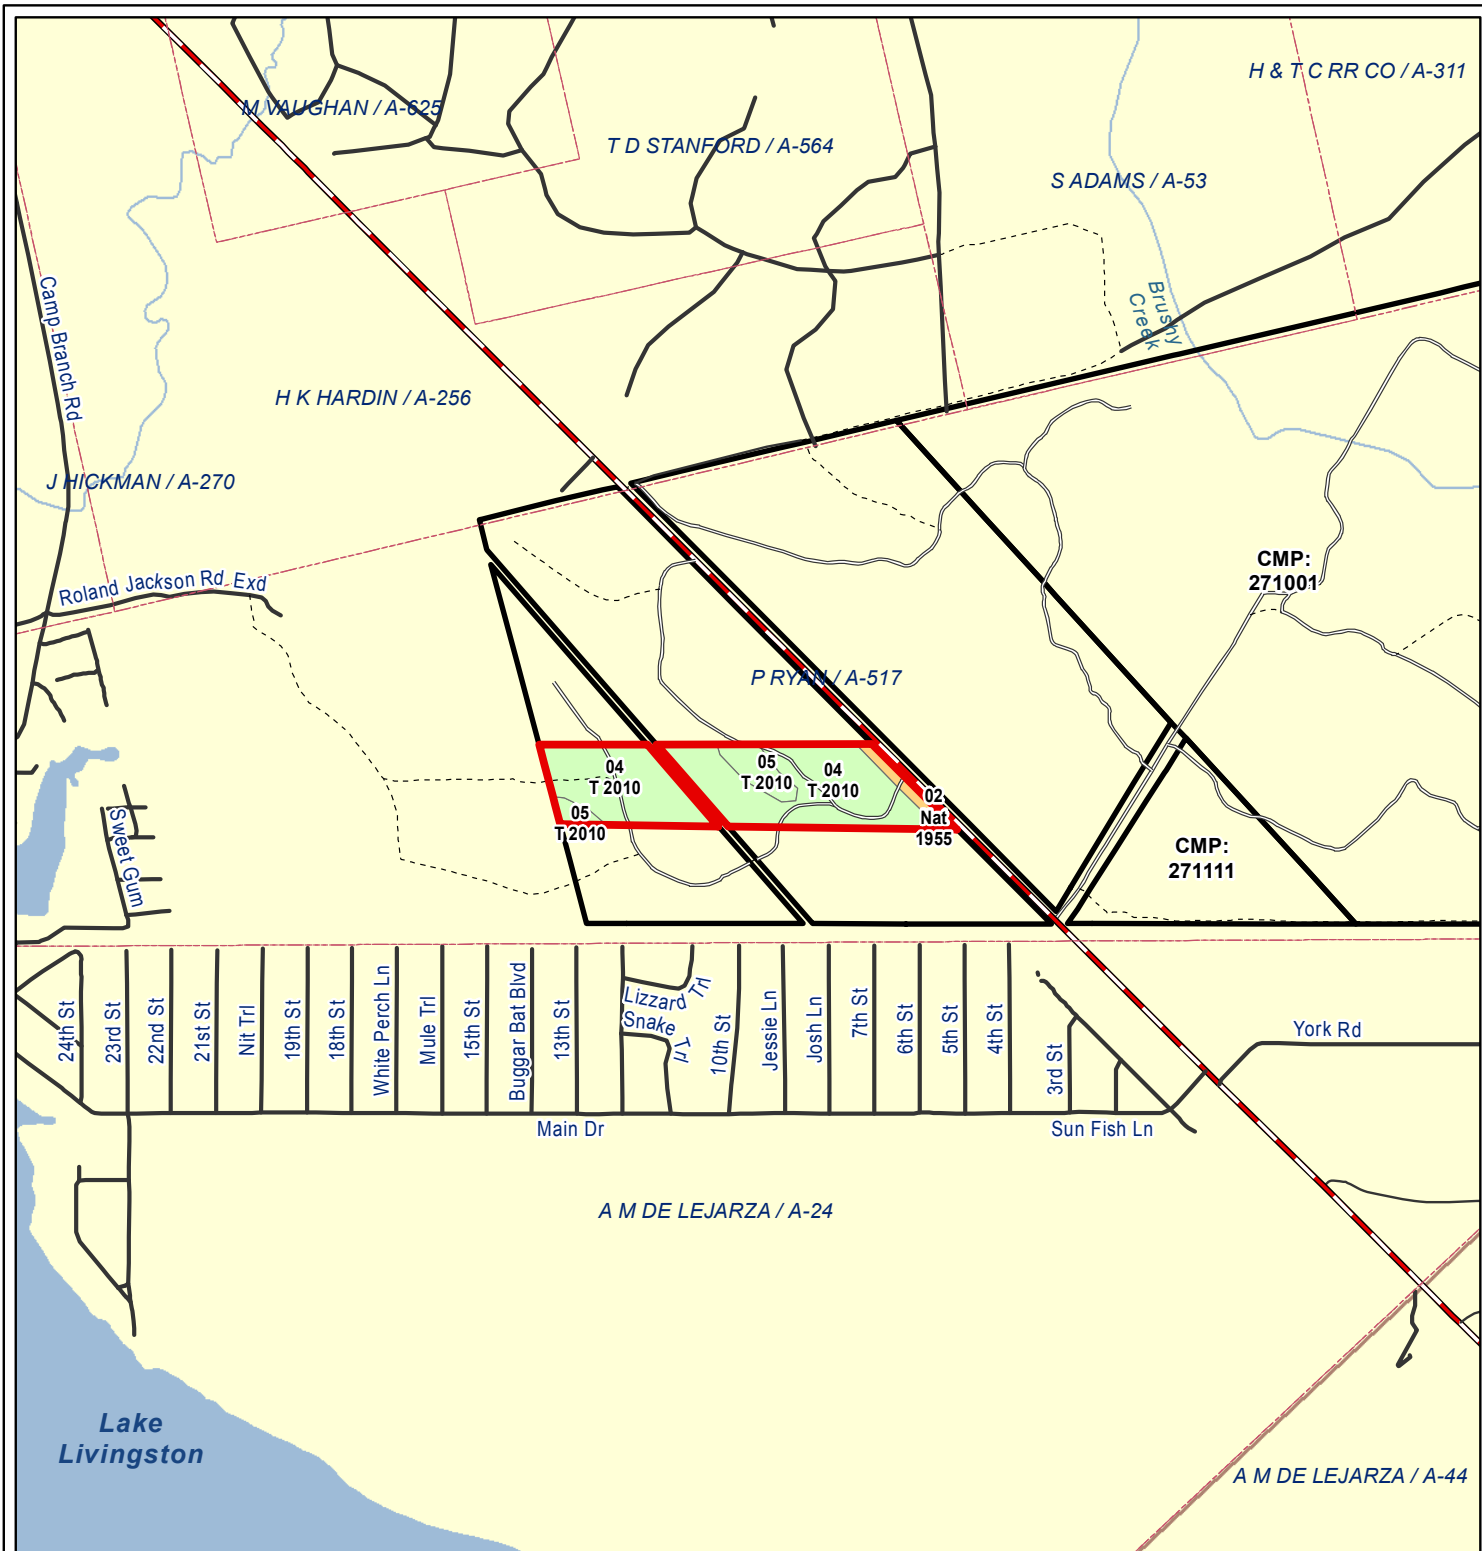 H & T C RR CO / A-311
M VAUGHAN / A-625
T D STANFORD / A-564
S ADAMS / A-53
Camp Branch Rd
Brushy
Creek
H K HARDIN / A-256
J HICKMAN / A-270
Roland Jackson Rd Exd
CMP:
271001
P RYAN / A-517
04
T 2010
05
T 2010
04
T 2010
05
T 2010
02
Nat
1955
CMP:
271111
Sweet Gum
24th St
23rd St
22nd St
21st St
Nit Trl
19th St
18th St
White Perch Ln
Mule Trl
15th St
Buggar Bat Blvd
13th St
Lizzard Trl
Snake Trl
10th St
Jessie Ln
Josh Ln
7th St
6th St
5th St
4th St
3rd St
York Rd
Main Dr
Sun Fish Ln
A M DE LEJARZA / A-24
Lake
Livingston
A M DE LEJARZA / A-44